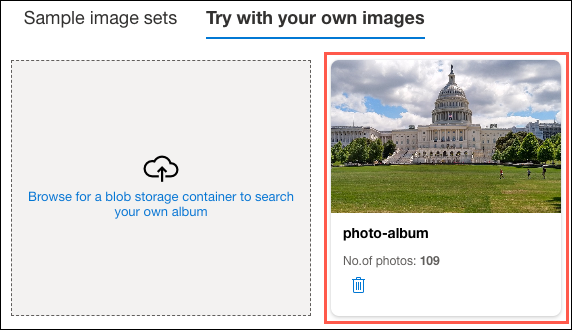 Sample image sets
Try with your own images
Browse for a blob storage container to search
your own album
photo-album
No.of photos: 109